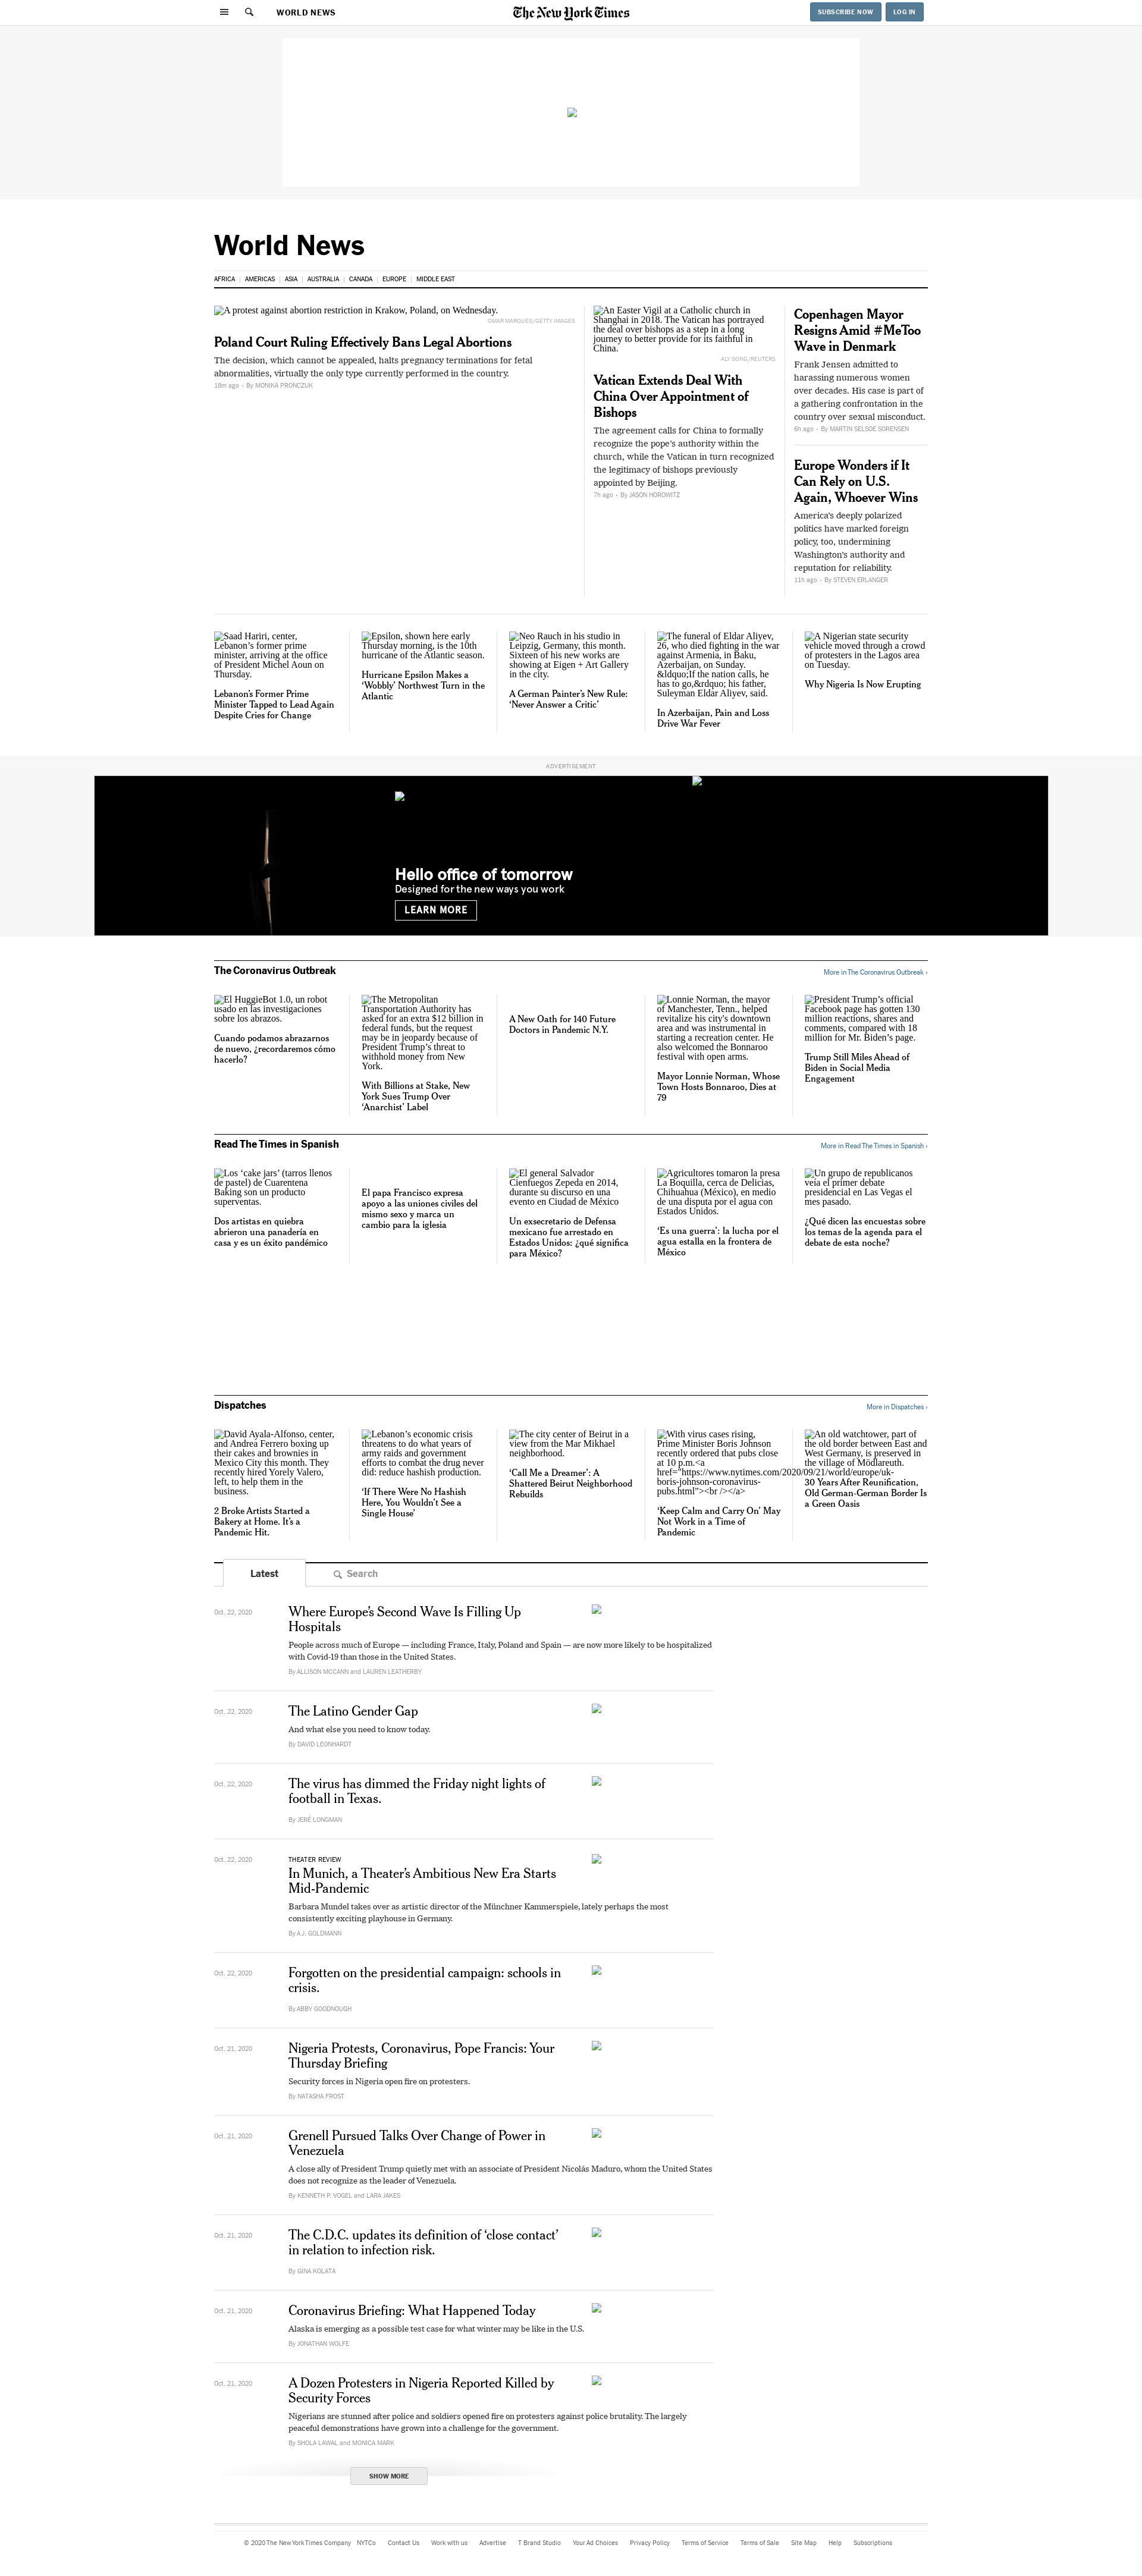 WORLD NEWS
The New York Times
SUBSCRIBE NOW
LOG IN
World News
AFRICA
AMERICAS
ASIA
AUSTRALIA
CANADA
EUROPE
MIDDLE EAST
A protest against abortion restriction in Krakow, Poland, on Wednesday.
OMAR MARQUES/GETTY IMAGES
Poland Court Ruling Effectively Bans Legal Abortions
The decision, which cannot be appealed, halts pregnancy terminations for fetal
abnormalities, virtually the only type currently performed in the country.
18m ago - By MONIKA PRONCZUK
An Easter Vigil at a Catholic church in
Shanghai in 2018. The Vatican has portrayed
the deal over bishops as a step in a long
journey to better provide for its faithful in
China.
ALY SONG/REUTERS
Vatican Extends Deal With
China Over Appointment of
Bishops
The agreement calls for China to formally
recognize the pope's authority within the
church, while the Vatican in turn recognized
the legitimacy of bishops previously
appointed by Beijing.
7h ago - By JASON HOROWITZ
Copenhagen Mayor
Resigns Amid #MeToo
Wave in Denmark
Frank Jensen admitted to
harassing numerous women
over decades. His case is part of
a gathering confrontation in the
country over sexual misconduct.
6h ago - By MARTIN SELSOE SORENSEN
Europe Wonders if It
Can Rely on U.S.
Again, Whoever Wins
America's deeply polarized
politics have marked foreign
policy, too, undermining
Washington's authority and
reputation for reliability.
11h ago - By STEVEN ERLANGER
Saad Hariri, center,
Lebanon's former prime
minister, arriving at the office
of President Michel Aoun on
Thursday.
Lebanon's Former Prime
Minister Tapped to Lead Again
Despite Cries for Change
Epsilon, shown here early
Thursday morning, is the 10th
hurricane of the Atlantic season.
Hurricane Epsilon Makes a
‘Wobbly’ Northwest Turn in the
Atlantic
Neo Rauch in his studio in
Leipzig, Germany, this month.
Sixteen of his new works are
showing at Eigen + Art Gallery
in the city.
A German Painter's New Rule:
‘Never Answer a Critic’
The funeral of Eldar Aliyev,
26, who died fighting in the war
against Armenia, in Baku,
Azerbaijan, on Sunday.
&ldquo;If the nation calls, he
has to go,&rdquo; his father,
Suleyman Eldar Aliyev, said.
In Azerbaijan, Pain and Loss
Drive War Fever
A Nigerian state security
vehicle moved through a crowd
of protesters in the Lagos area
on Tuesday.
Why Nigeria Is Now Erupting
ADVERTISEMENT
Hello office of tomorrow
Designed for the new ways you work
LEARN MORE
The Coronavirus Outbreak
More in The Coronavirus Outbreak ›
El HuggieBot 1.0, un robot
usado en las investigaciones
sobre los abrazos.
Cuando podamos abrazarnos
de nuevo, ¿recordaremos cómo
hacerlo?
The Metropolitan
Transportation Authority has
asked for an extra $12 billion in
federal funds, but the request
may be in jeopardy because of
President Trump's threat to
withhold money from New
York.
With Billions at Stake, New
York Sues Trump Over
‘Anarchist’ Label
A New Oath for 140 Future
Doctors in Pandemic N.Y.
Lonnie Norman, the mayor
of Manchester, Tenn., helped
revitalize his city's downtown
area and was instrumental in
starting a recreation center. He
also welcomed the Bonnaroo
festival with open arms.
Mayor Lonnie Norman, Whose
Town Hosts Bonnaroo, Dies at
79
President Trump's official
Facebook page has gotten 130
million reactions, shares and
comments, compared with 18
million for Mr. Biden's page.
Trump Still Miles Ahead of
Biden in Social Media
Engagement
Read The Times in Spanish
More in Read The Times in Spanish ›
Los ‘cake jars’ (tarros llenos
de pastel) de Cuarentena
Baking son un producto
superventas.
Dos artistas en quiebra
abrieron una panadería en
casa y es un éxito pandémico
El papa Francisco expresa
apoyo a las uniones civiles del
mismo sexo y marca un
cambio para la iglesia
El general Salvador
Cienfuegos Zepeda en 2014,
durante su discurso en una
evento en Ciudad de México
Un exsecretario de Defensa
mexicano fue arrestado en
Estados Unidos: ¿qué significa
para México?
Agricultores tomaron la presa
La Boquilla, cerca de Delicias,
Chihuahua (México), en medio
de una disputa por el agua con
Estados Unidos.
‘Es una guerra’: la lucha por el
agua estalla en la frontera de
México
Un grupo de republicanos
veía el primer debate
presidencial en Las Vegas el
mes pasado.
¿Qué dicen las encuestas sobre
los temas de la agenda para el
debate de esta noche?
Dispatches
More in Dispatches ›
David Ayala-Alfonso, center,
and Andrea Ferrero boxing up
their cakes and brownies in
Mexico City this month. They
recently hired Yorely Valero,
left, to help them in the
business.
2 Broke Artists Started a
Bakery at Home. It's a
Pandemic Hit.
Lebanon's economic crisis
threatens to do what years of
army raids and government
efforts to combat the drug never
did: reduce hashish production.
‘If There Were No Hashish
Here, You Wouldn't See a
Single House’
The city center of Beirut in a
view from the Mar Mikhael
neighborhood.
‘Call Me a Dreamer’: A
Shattered Beirut Neighborhood
Rebuilds
With virus cases rising,
Prime Minister Boris Johnson
recently ordered that pubs close
at 10 p.m.<a
href="https://www.nytimes.com/2020/09/21/world/europe/uk-
boris-johnson-coronavirus-
pubs.html"><br /></a>
‘Keep Calm and Carry On’ May
Not Work in a Time of
Pandemic
An old watchtower, part of
the old border between East and
West Germany, is preserved in
the village of Mödlareuth.
30 Years After Reunification,
Old German-German Border Is
a Green Oasis
Latest
Search
Oct. 22, 2020
Where Europe's Second Wave Is Filling Up
Hospitals
People across much of Europe — including France, Italy, Poland and Spain — are now more likely to be hospitalized
with Covid-19 than those in the United States.
By ALLISON MCCANN and LAUREN LEATHERBY
Oct. 22, 2020
The Latino Gender Gap
And what else you need to know today.
By DAVID LEONHARDT
Oct. 22, 2020
The virus has dimmed the Friday night lights of
football in Texas.
By JERÉ LONGMAN
Oct. 22, 2020
THEATER REVIEW
In Munich, a Theater's Ambitious New Era Starts
Mid-Pandemic
Barbara Mundel takes over as artistic director of the Münchner Kammerspiele, lately perhaps the most
consistently exciting playhouse in Germany.
By A.J. GOLDMANN
Oct. 22, 2020
Forgotten on the presidential campaign: schools in
crisis.
By ABBY GOODNOUGH
Oct. 21, 2020
Nigeria Protests, Coronavirus, Pope Francis: Your
Thursday Briefing
Security forces in Nigeria open fire on protesters.
By NATASHA FROST
Oct. 21, 2020
Grenell Pursued Talks Over Change of Power in
Venezuela
A close ally of President Trump quietly met with an associate of President Nicolás Maduro, whom the United States
does not recognize as the leader of Venezuela.
By KENNETH P. VOGEL and LARA JAKES
Oct. 21, 2020
The C.D.C. updates its definition of ‘close contact’
in relation to infection risk.
By GINA KOLATA
Oct. 21, 2020
Coronavirus Briefing: What Happened Today
Alaska is emerging as a possible test case for what winter may be like in the U.S.
By JONATHAN WOLFE
Oct. 21, 2020
A Dozen Protesters in Nigeria Reported Killed by
Security Forces
Nigerians are stunned after police and soldiers opened fire on protesters against police brutality. The largely
peaceful demonstrations have grown into a challenge for the government.
By SHOLA LAWAL and MONICA MARK
SHOW MORE
© 2020 The New York Times Company
NYTCo
Contact Us
Work with us
Advertise
T Brand Studio
Your Ad Choices
Privacy Policy
Terms of Service
Terms of Sale
Site Map
Help
Subscriptions